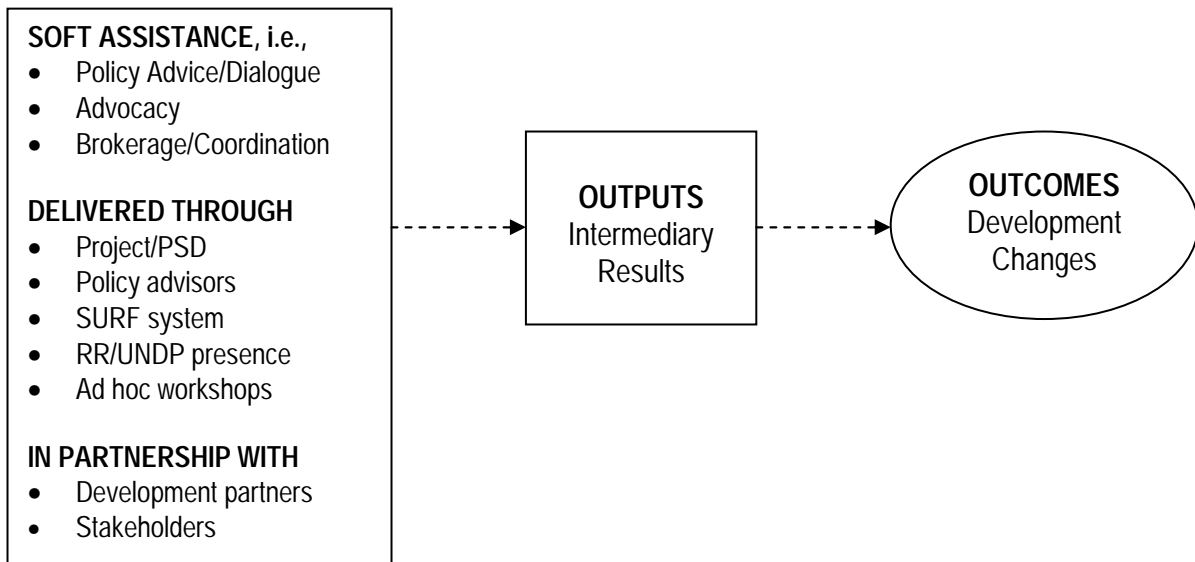 SOFT ASSISTANCE, i.e.,
• Policy Advice/Dialogue
• Advocacy
• Brokerage/Coordination
DELIVERED THROUGH
• Project/PSD
• Policy advisors
• SURF system
• RR/UNDP presence
• Ad hoc workshops
IN PARTNERSHIP WITH
• Development partners
• Stakeholders
OUTPUTS
Intermediary
Results
OUTCOMES
Development
Changes